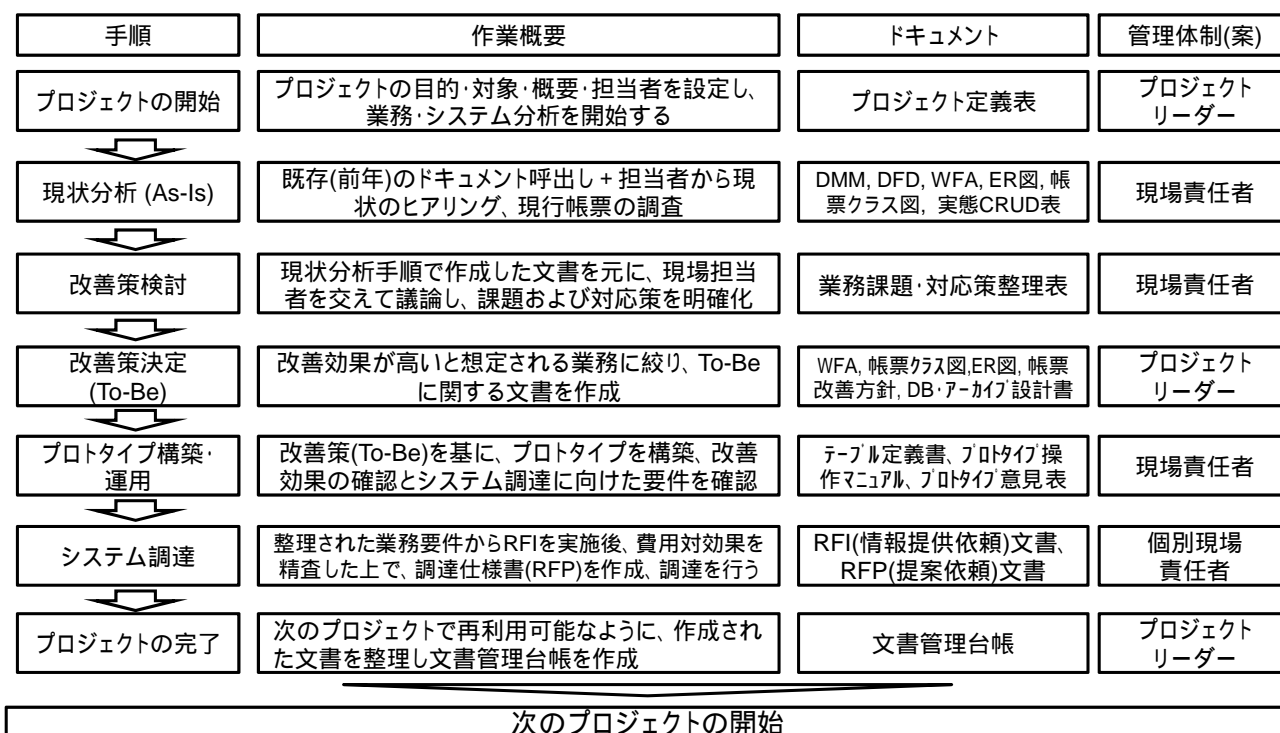 手順
作業概要
ドキュメント
管理体制(案)
プロジェクトの開始
プロジェクトの目的･対象･概要･担当者を設定し、
業務･システム分析を開始する
プロジェクト定義表
プロジェクト
リーダー
現状分析 (As-Is)
既存(前年)のドキュメント呼出し + 担当者から現
状のヒアリング、現行帳票の調査
DMM, DFD, WFA, ER図, 帳
票クラス図, 実態CRUD表
現場責任者
改善策検討
現状分析手順で作成した文書を元に、現場担当
者を交えて議論し、課題および対応策を明確化
業務課題･対応策整理表
現場責任者
改善策決定
(To-Be)
改善効果が高いと想定される業務に絞り、To-Be
に関する文書を作成
WFA, 帳票ｸﾗｽ図,ER図, 帳票
改善方針, DB･ｱｰｶｲﾌﾞ設計書
プロジェクト
リーダー
プロトタイプ構築･
運用
改善策(To-Be)を基に、プロトタイプを構築、改善
効果の確認とシステム調達に向けた要件を確認
ﾃｰﾌﾞﾙ定義書、ﾌﾟﾛﾄﾀｲﾌﾟ操
作ﾏﾆｭｱﾙ、ﾌﾟﾛﾄﾀｲﾌﾟ意見表
現場責任者
システム調達
整理された業務要件からRFIを実施後、費用対効果を
精査した上で、調達仕様書(RFP)を作成、調達を行う
RFI(情報提供依頼)文書、
RFP(提案依頼)文書
個別現場
責任者
プロジェクトの完了
次のプロジェクトで再利用可能なように、作成され
た文書を整理し文書管理台帳を作成
文書管理台帳
プロジェクト
リーダー
次のプロジェクトの開始